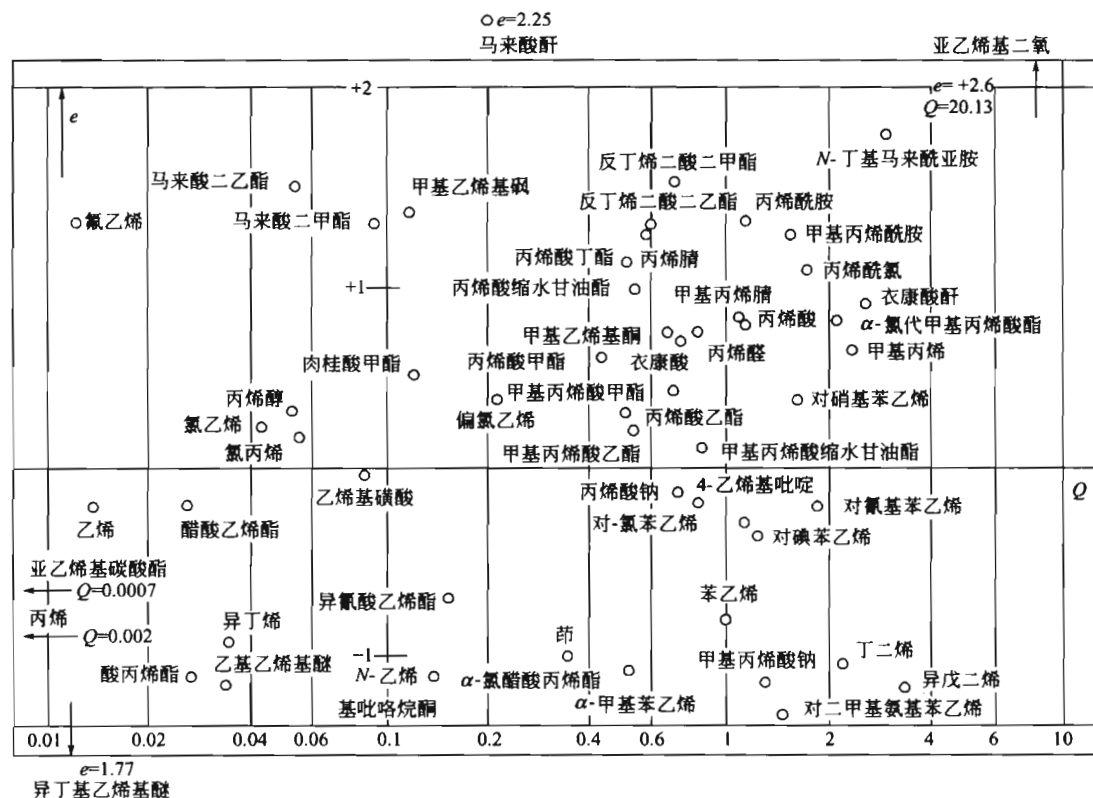 e=2.25
马来酸酐
亚乙烯基二氧
+2
e
e= +2.6
Q=20.13
N-丁基马来酰亚胺
反丁烯二酸二甲酯
马来酸二乙酯
甲基乙烯基砜
反丁烯二酸二乙酯
丙烯酰胺
氟乙烯
马来酸二甲酯
甲基丙烯酰胺
丙烯酸丁酯
丙烯腈
丙烯酰氯
+1
丙烯酸缩水甘油酯
甲基丙烯腈
衣康酸酐
丙烯酸
α-氯代甲基丙烯酸酯
甲基乙烯基酮
丙烯醛
甲基丙烯
肉桂酸甲酯
丙烯酸甲酯
衣康酸
丙烯醇
甲基丙烯酸甲酯
对硝基苯乙烯
氯乙烯
偏氯乙烯
丙烯酸乙酯
氯丙烯
甲基丙烯酸乙酯
甲基丙烯酸缩水甘油酯
乙烯基磺酸
丙烯酸钠
4-乙烯基吡啶
Q
乙烯
醋酸乙烯酯
对-氯苯乙烯
对氰基苯乙烯
对碘苯乙烯
亚乙烯基碳酸酯
Q=0.0007
异氰酸乙烯酯
苯乙烯
丙烯
Q=0.002
异丁烯
茚
−1
丁二烯
酸丙烯酯
乙基乙烯基醚
N-乙烯
基吡咯烷酮
α-氯醋酸丙烯酯
甲基丙烯酸钠
异戊二烯
α-甲基苯乙烯
对二甲基氨基苯乙烯
0.01 0.02 0.04 0.06 0.1 0.2 0.4 0.6 1 2 4 6 10
e=1.77
异丁基乙烯基醚